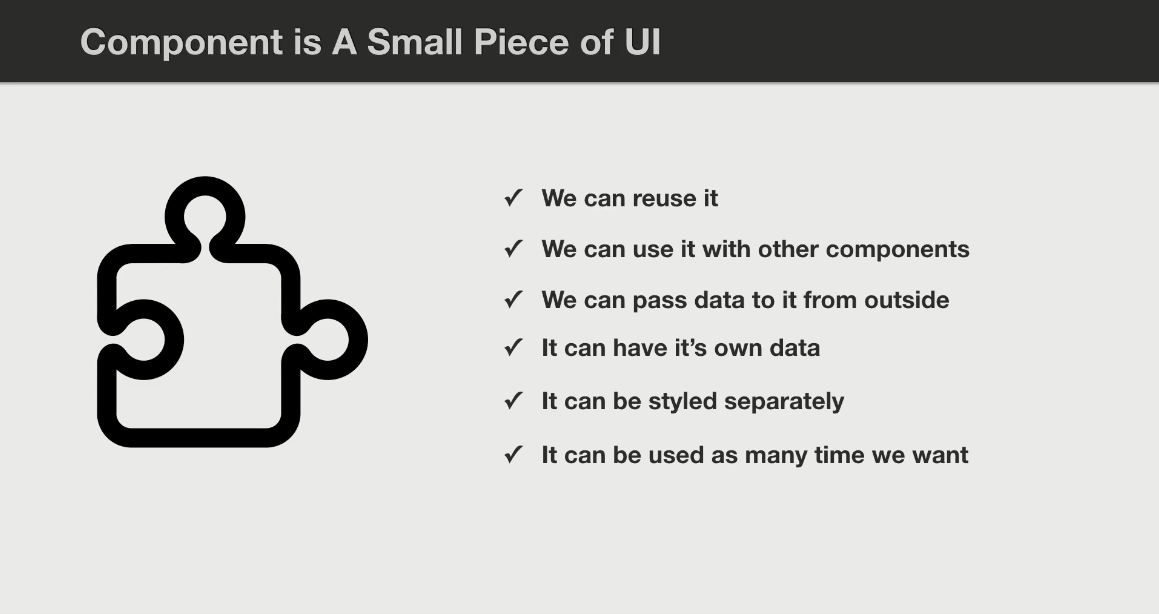 Component is A Small Piece of UI
✓ We can reuse it
✓ We can use it with other components
✓ We can pass data to it from outside
✓ It can have it’s own data
✓ It can be styled separately
✓ It can be used as many time we want